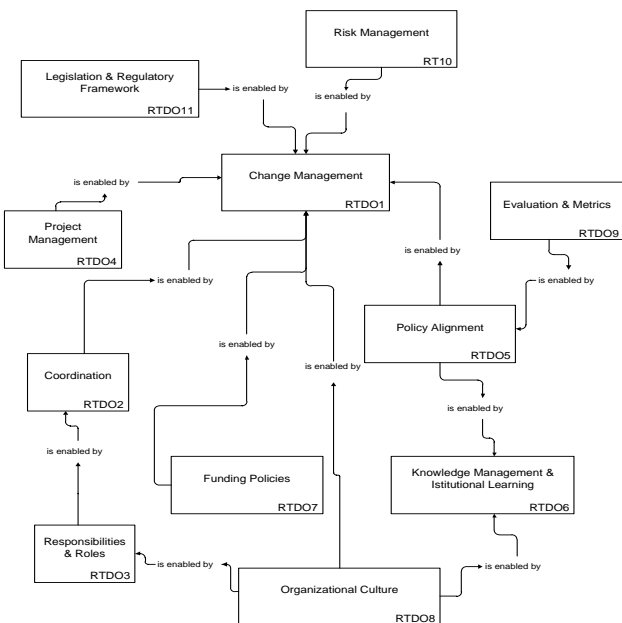 Risk Management
RT10
Legislation & Regulatory
Framework
RTDO11
is enabled by
is enabled by
Change Management
RTDO1
is enabled by
Evaluation & Metrics
RTDO9
Project
Management
RTDO4
is enabled by
is enabled by
is enabled by
Policy Alignment
RTDO5
is enabled by
is enabled by
Coordination
RTDO2
is enabled by
is enabled by
Funding Policies
RTDO7
Knowledge Management &
Istitutional Learning
RTDO6
Responsibilities
& Roles
RTDO3
is enabled by
is enabled by
Organizational Culture
RTDO8